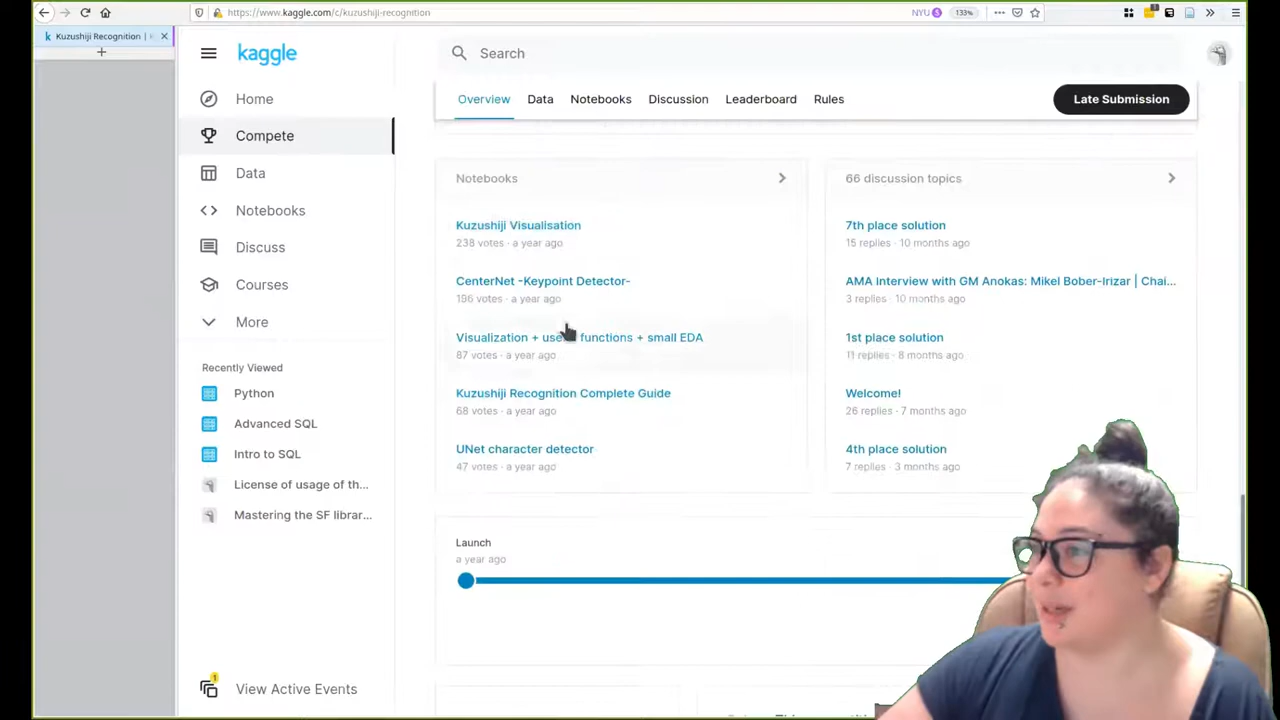 https://www.kaggle.com/c/kuzushiji-recognition
NYU
133%
Kuzushiji Recognition |
kaggle
Search
Home
Compete
Data
Notebooks
Discuss
Courses
More
Recently Viewed
Python
Advanced SQL
Intro to SQL
License of usage of th...
Mastering the SF librar...
1
View Active Events
Overview
Data
Notebooks
Discussion
Leaderboard
Rules
Late Submission
Notebooks
Kuzushiji Visualisation
238 votes · a year ago
CenterNet -Keypoint Detector-
196 votes · a year ago
Visualization + functions + small EDA
87 votes · a year ago
Kuzushiji Recognition Complete Guide
68 votes · a year ago
UNet character detector
47 votes · a year ago
66 discussion topics
7th place solution
15 replies · 10 months ago
AMA Interview with GM Anokas: Mikel Bober-Irizar | Chai...
3 replies · 10 months ago
1st place solution
11 replies · 8 months ago
Welcome!
26 replies · 7 months ago
4th place solution
7 replies · 3 months ago
Launch
a year ago